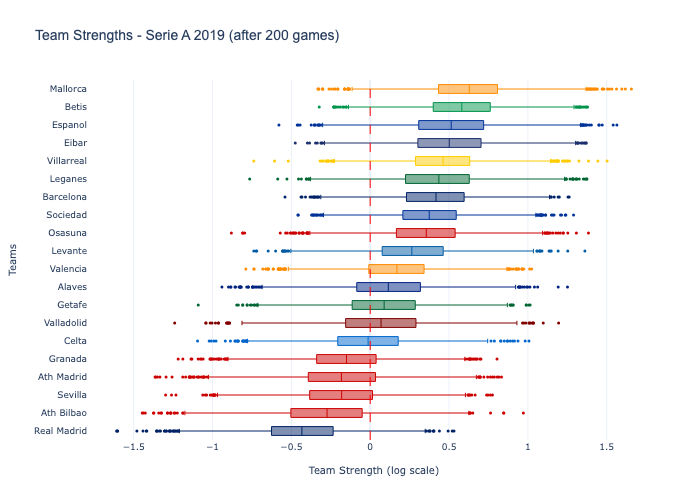 Team Strengths - Serie A 2019 (after 200 games)
Mallorca
Betis
Espanol
Eibar
Villarreal
Leganes
Barcelona
Sociedad
Osasuna
Levante
Valencia
Alaves
Getafe
Valladolid
Celta
Granada
Ath Madrid
Sevilla
Ath Bilbao
Real Madrid
Teams
−1.5 −1 −0.5 0 0.5 1 1.5
Team Strength (log scale)